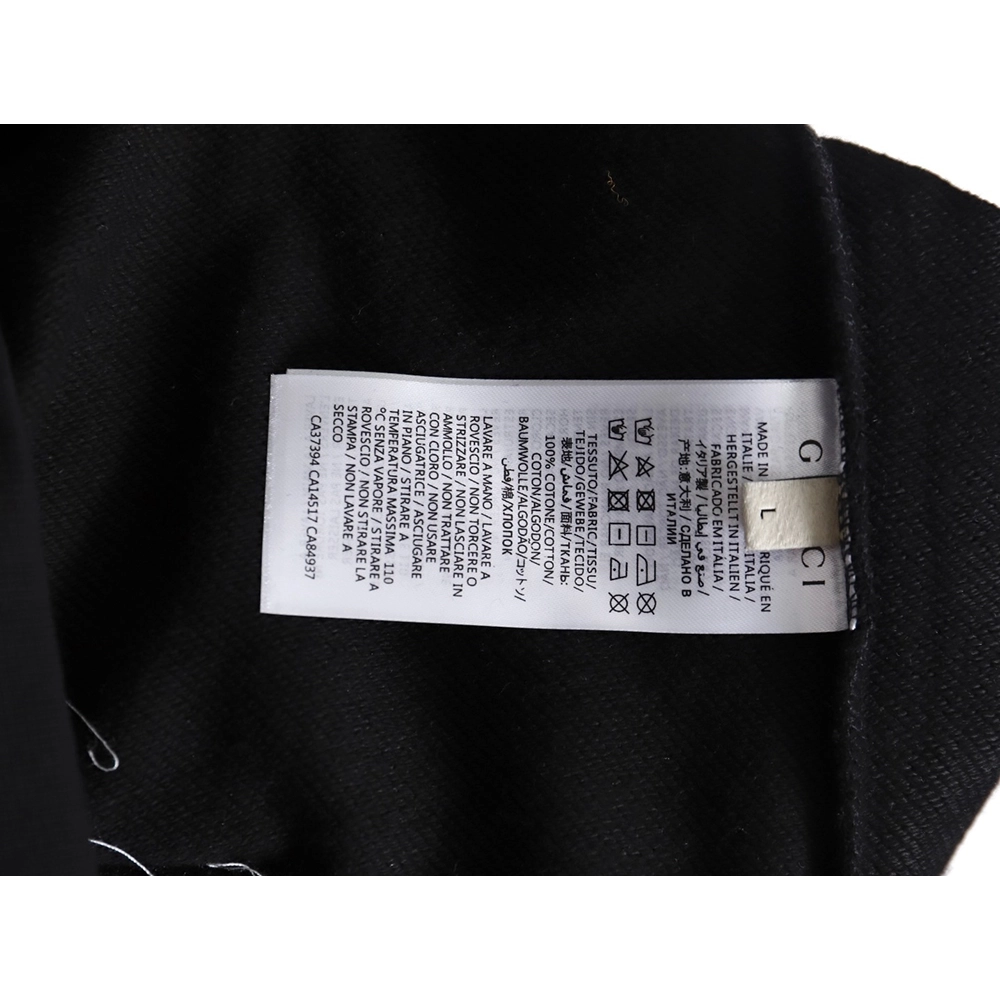 G CI
L
MADE IN RIQUÉ EN
ITALIE / ITALIA /
HERGESTELLT IN ITALIEN /
FABRICADO EM ITÁLIA /
イタリア製 / صنع في إيطاليا /
产地:意大利 / СДЕЛАНО В
ИТАЛИИ
TESSUTO/FABRIC/TISSU/
TEJIDO/GEWEBE/TECIDO/
表地/قماش/面料/ТКАНЬ:
100% COTONE/COTTON/
COTON/ALGODON/
BAUMWOLLE/ALGODÃO/コットン/
قطن/棉/ХЛОПОК
LAVARE A MANO / LAVARE A
ROVESCIO / NON TORCERE O
STRIZZARE / NON LASCIARE IN
AMMOLLO / NON TRATTARE
CON CLORO / NON USARE
ASCIUGATRICE / ASCIUGARE
IN PIANO / STIRARE A
TEMPERATURA MASSIMA 110
°C SENZA VAPORE / STIRARE A
ROVESCIO / NON STIRARE LA
STAMPA / NON LAVARE A
SECCO
CA37394 CA14517 CA84937